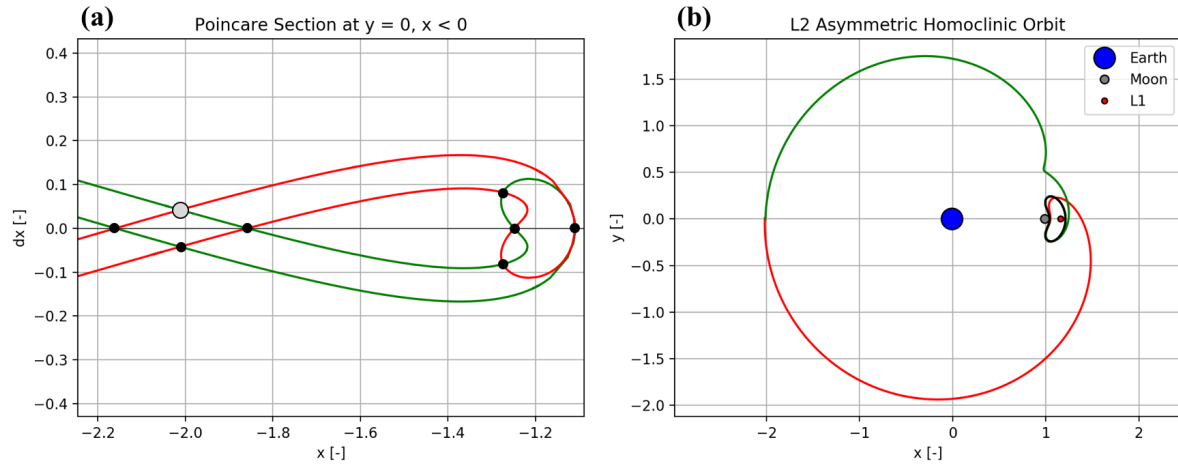 (a)
Poincare Section at y = 0, x < 0
0.4
0.3
0.2
0.1
0.0
−0.1
−0.2
−0.3
−0.4
dx [-]
−2.2
−2.0
−1.8
−1.6
−1.4
−1.2
x [-]
(b)
L2 Asymmetric Homoclinic Orbit
Earth
Moon
L1
1.5
1.0
0.5
0.0
−0.5
−1.0
−1.5
−2.0
y [-]
−2
−1
0
1
2
x [-]